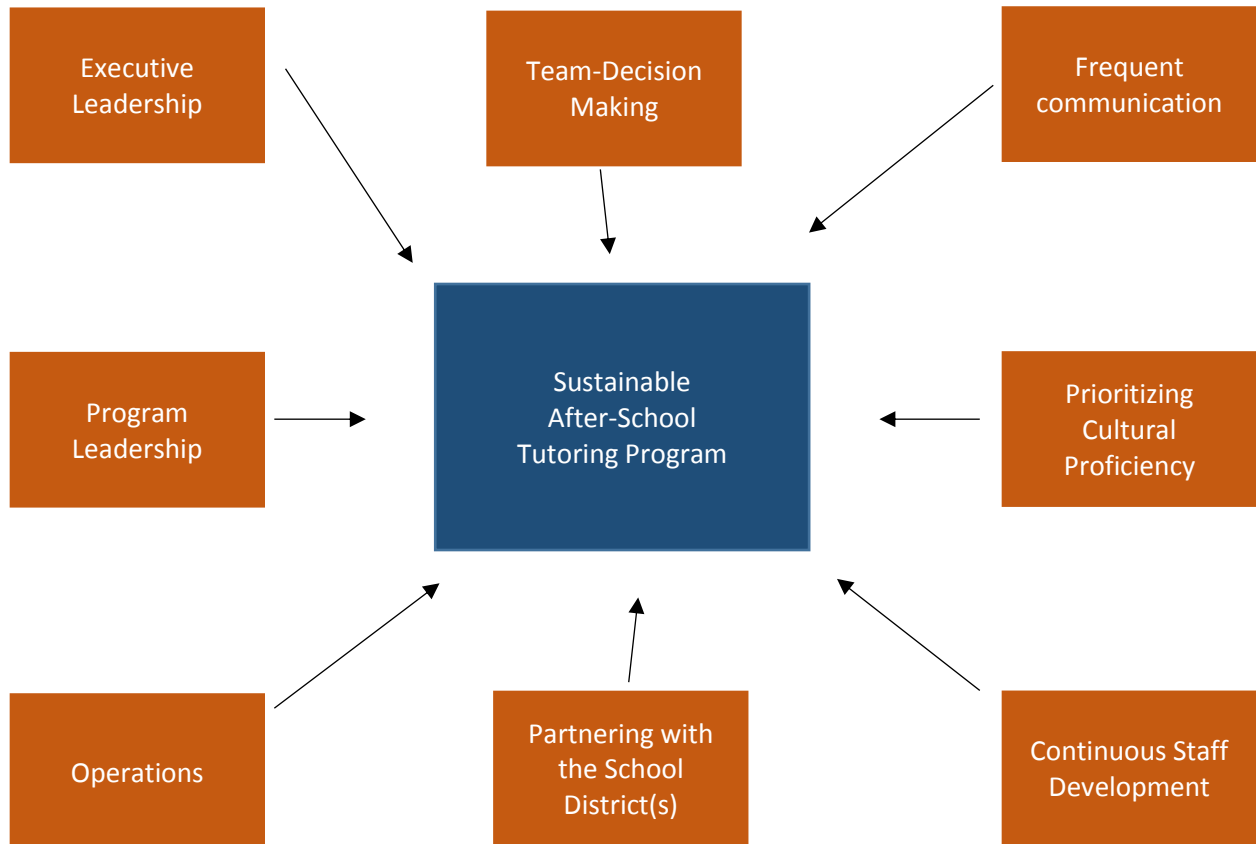 Executive
Leadership
Team-Decision
Making
Frequent
communication
Program
Leadership
Sustainable
After-School
Tutoring Program
Prioritizing
Cultural
Proficiency
Operations
Partnering with
the School
District(s)
Continuous Staff
Development